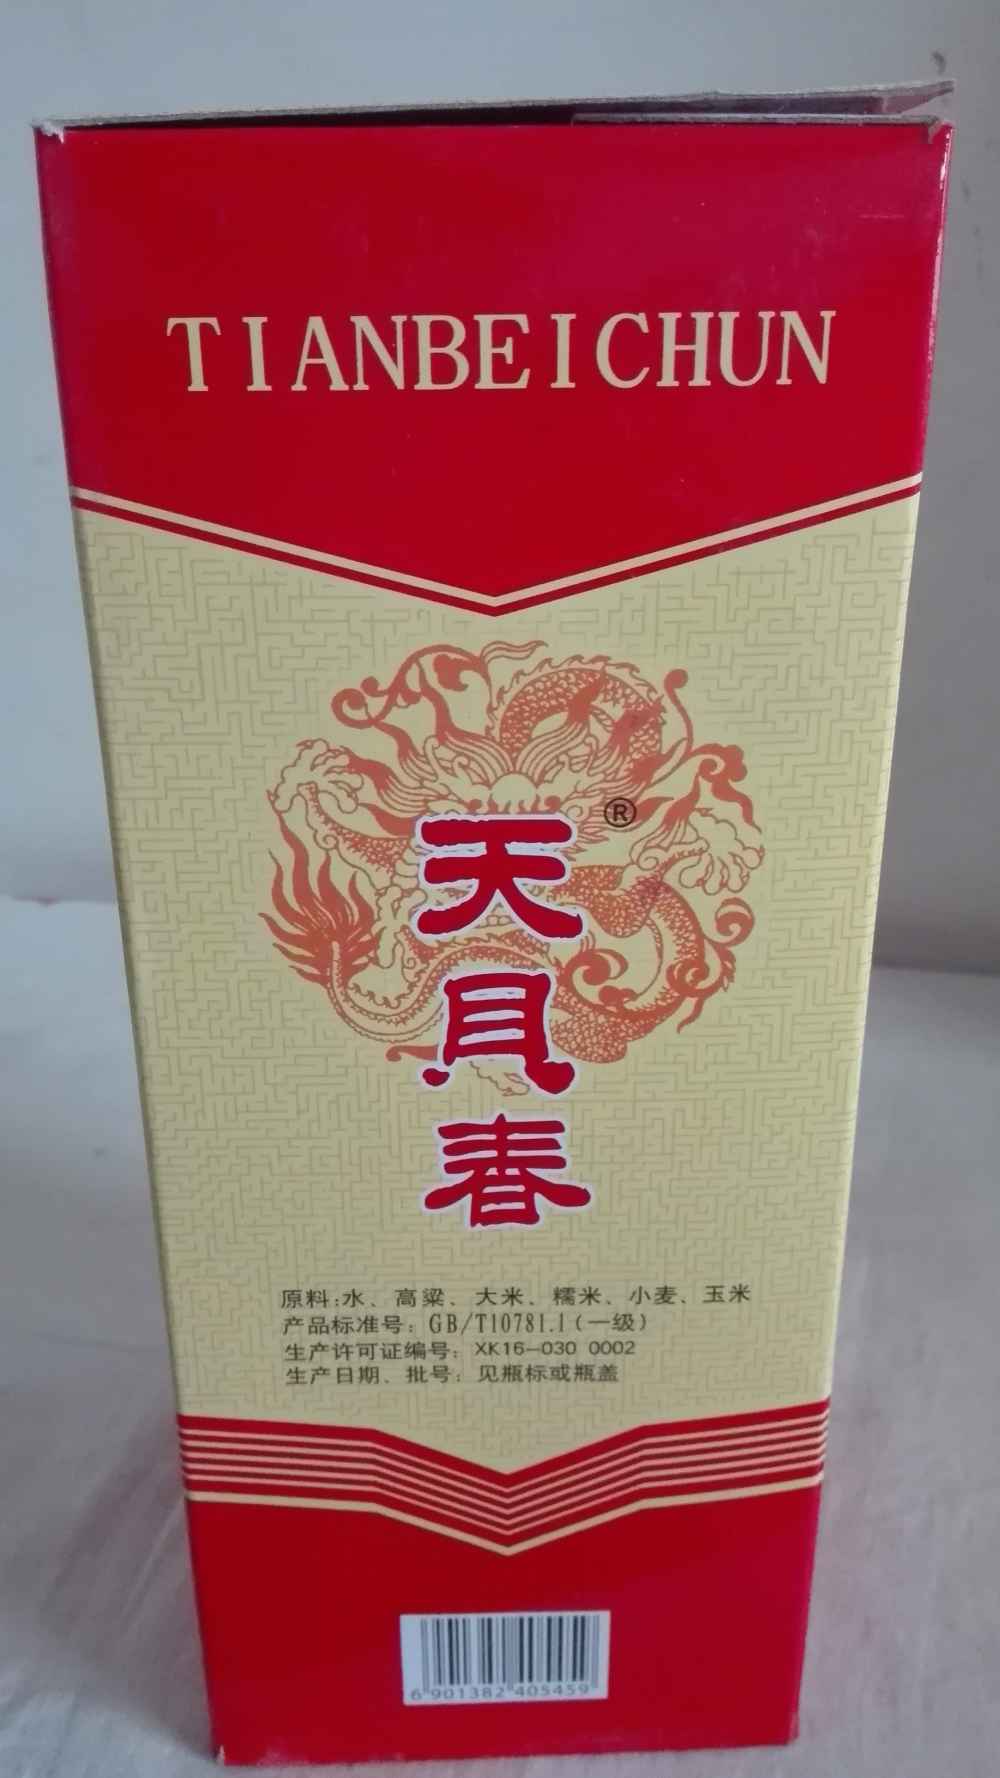 TIANBEICHUN
®
天贝春
原料:水、高粱、大米、糯米、小麦、玉米
产品标准号: GB/T10781.1(一级)
生产许可证编号: XK16-030 0002
生产日期、批号: 见瓶标或瓶盖
6 901382 405459